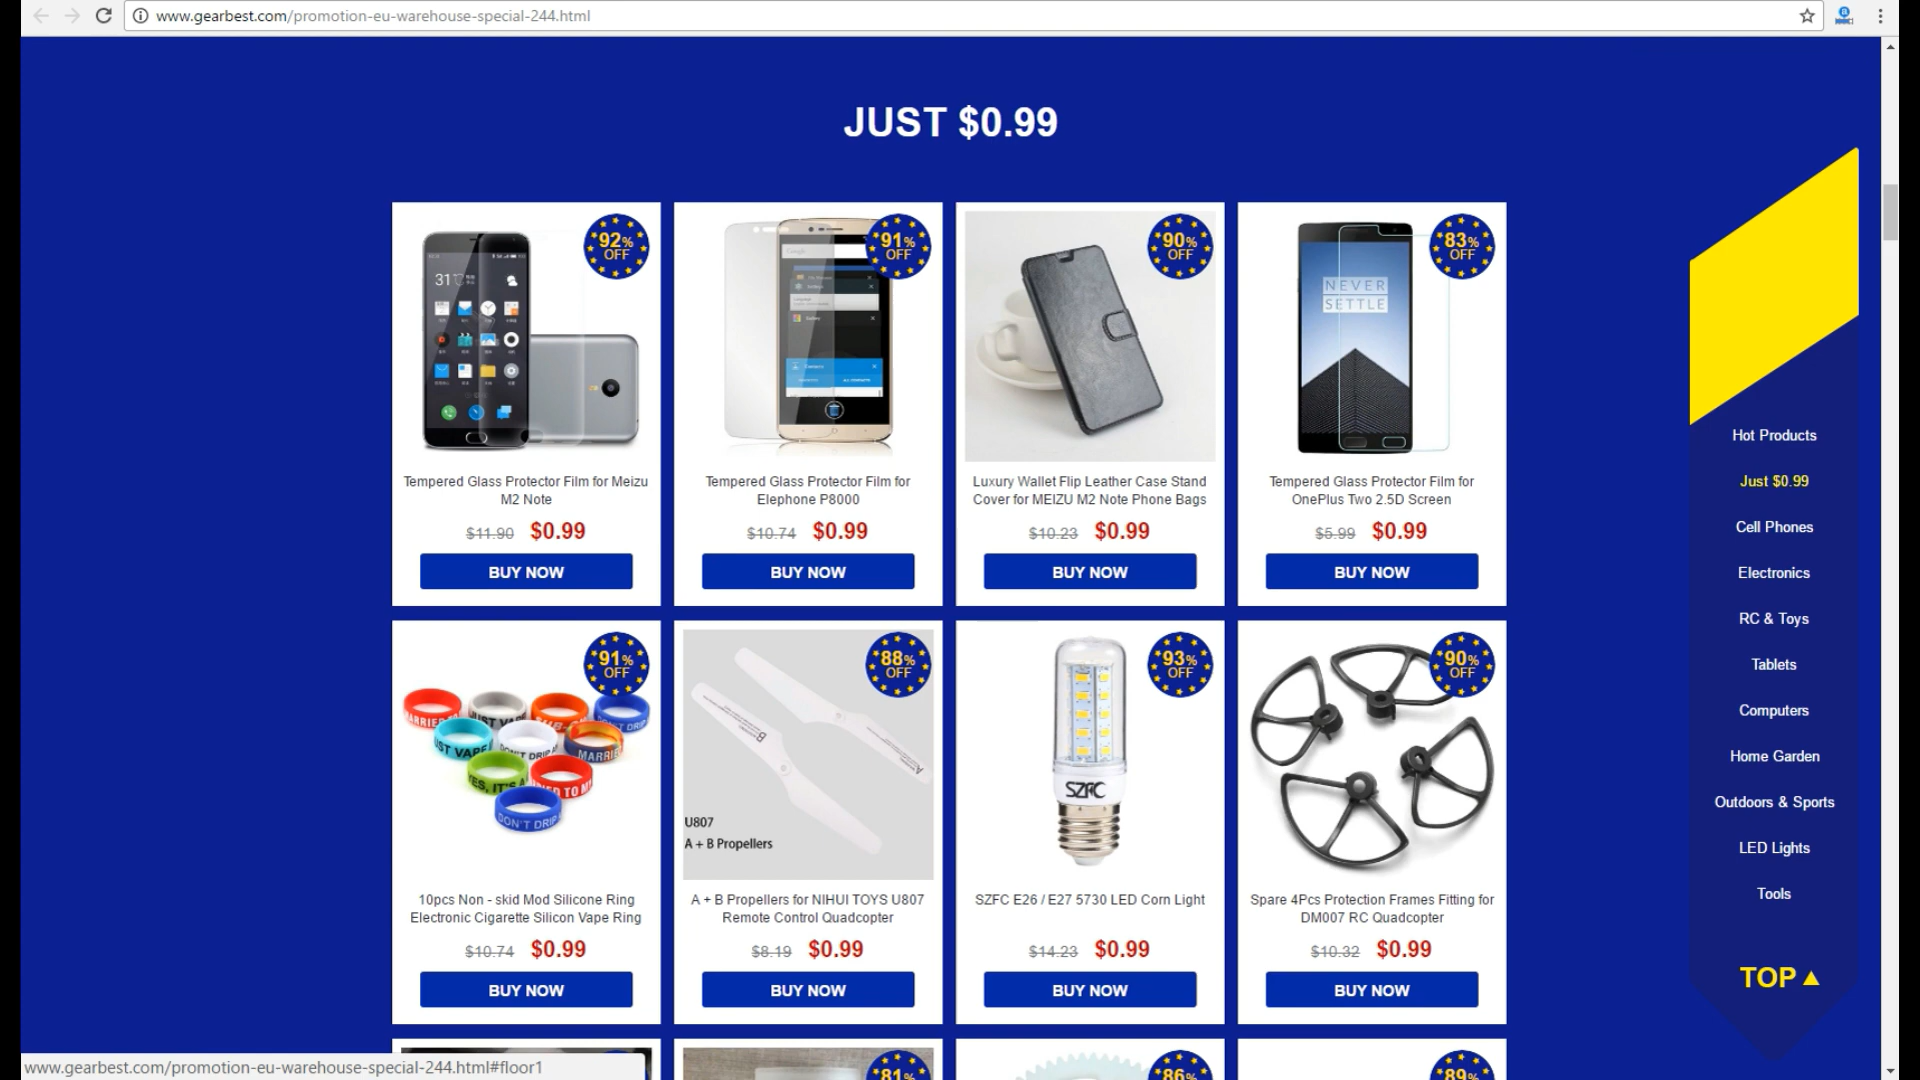 www.gearbest.com/promotion-eu-warehouse-special-244.html
JUST $0.99
92% OFF
Tempered Glass Protector Film for Meizu
M2 Note
$11.90 $0.99
BUY NOW
91% OFF
Tempered Glass Protector Film for
Elephone P8000
$10.74 $0.99
BUY NOW
90% OFF
Luxury Wallet Flip Leather Case Stand
Cover for MEIZU M2 Note Phone Bags
$10.23 $0.99
BUY NOW
83% OFF
NEVER
SETTLE
Tempered Glass Protector Film for
OnePlus Two 2.5D Screen
$5.99 $0.99
BUY NOW
91% OFF
JUST VAPE
DON'T DRIP
10pcs Non - skid Mod Silicone Ring
Electronic Cigarette Silicon Vape Ring
$10.74 $0.99
BUY NOW
88% OFF
U807
A + B Propellers
A + B Propellers for NIHUI TOYS U807
Remote Control Quadcopter
$8.19 $0.99
BUY NOW
93% OFF
SZFC
SZFC E26 / E27 5730 LED Corn Light
$14.23 $0.99
BUY NOW
90% OFF
Spare 4Pcs Protection Frames Fitting for
DM007 RC Quadcopter
$10.32 $0.99
BUY NOW
81%
86%
89%
Hot Products
Just $0.99
Cell Phones
Electronics
RC & Toys
Tablets
Computers
Home Garden
Outdoors & Sports
LED Lights
Tools
TOP
www.gearbest.com/promotion-eu-warehouse-special-244.html#floor1